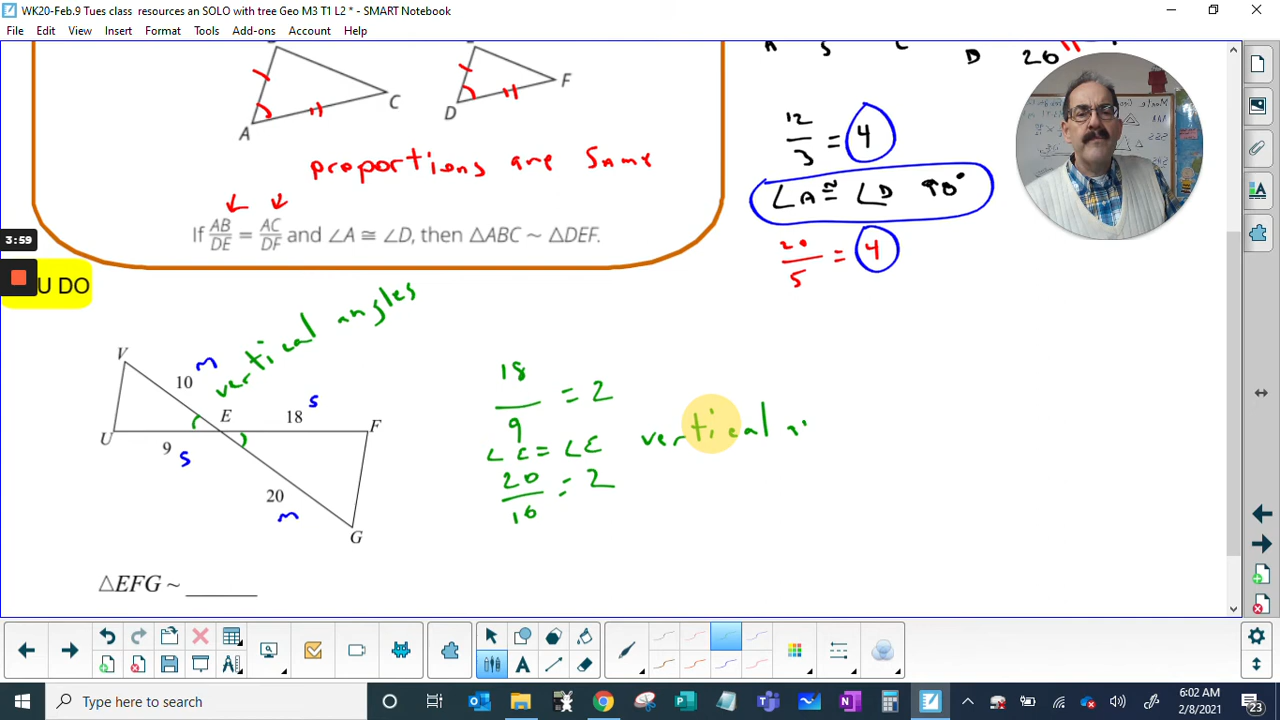 WK20-Feb.9 Tues class resources an SOLO with tree Geo M3 T1 L2 * - SMART Notebook
File Edit View Insert Format Tools Add-ons Account Help
A C D F
A S C D 20 11
proportions are same
12/3 = 4
∠A ≅ ∠D 90°
20/5 = 4
If AB/DE = AC/DF and ∠A ≅ ∠D, then △ABC ~ △DEF.
3:59
U DO
vertical angles
V 10 m
E 18 s F
U 9 s
20 m
G
18/9 = 2
∠E = ∠E vertical
20/10 = 2
△EFG ~ ______
Type here to search
6:02 AM
2/8/2021
23